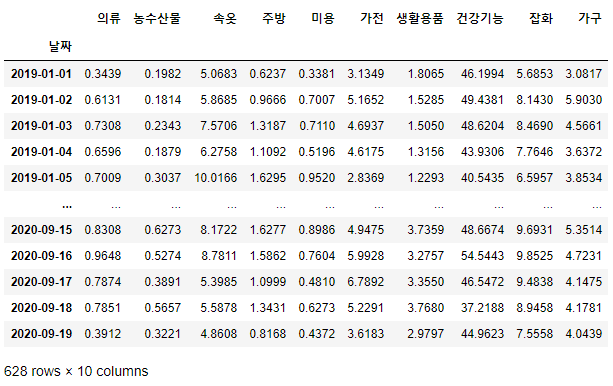 의류 농수산물 속옷 주방 미용 가전 생활용품 건강기능 잡화 가구
날짜
2019-01-01 0.3439 0.1982 5.0683 0.6237 0.3381 3.1349 1.8065 46.1994 5.6853 3.0817
2019-01-02 0.6131 0.1814 5.8685 0.9666 0.7007 5.1652 1.5285 49.4381 8.1430 5.9030
2019-01-03 0.7308 0.2343 7.5706 1.3187 0.7110 4.6937 1.5050 48.6204 8.4690 4.5661
2019-01-04 0.6596 0.1879 6.2758 1.1092 0.5196 4.6175 1.3156 43.9306 7.7646 3.6372
2019-01-05 0.7009 0.3037 10.0166 1.6295 0.9520 2.8369 1.2293 40.5435 6.5957 3.8534
... ... ... ... ... ... ... ... ... ... ...
2020-09-15 0.8308 0.6273 8.1722 1.6277 0.8986 4.9475 3.7359 48.6674 9.6931 5.3514
2020-09-16 0.9648 0.5274 8.7811 1.5862 0.7604 5.9928 3.2757 54.5443 9.8525 4.7231
2020-09-17 0.7874 0.3891 5.3985 1.0999 0.4810 6.7892 3.3550 46.5472 9.4838 4.1475
2020-09-18 0.7851 0.5657 5.5878 1.3431 0.6273 5.2291 3.7680 37.2188 8.9458 4.1781
2020-09-19 0.3912 0.3221 4.8608 0.8168 0.4372 3.6183 2.9797 44.9623 7.5558 4.0439
628 rows × 10 columns